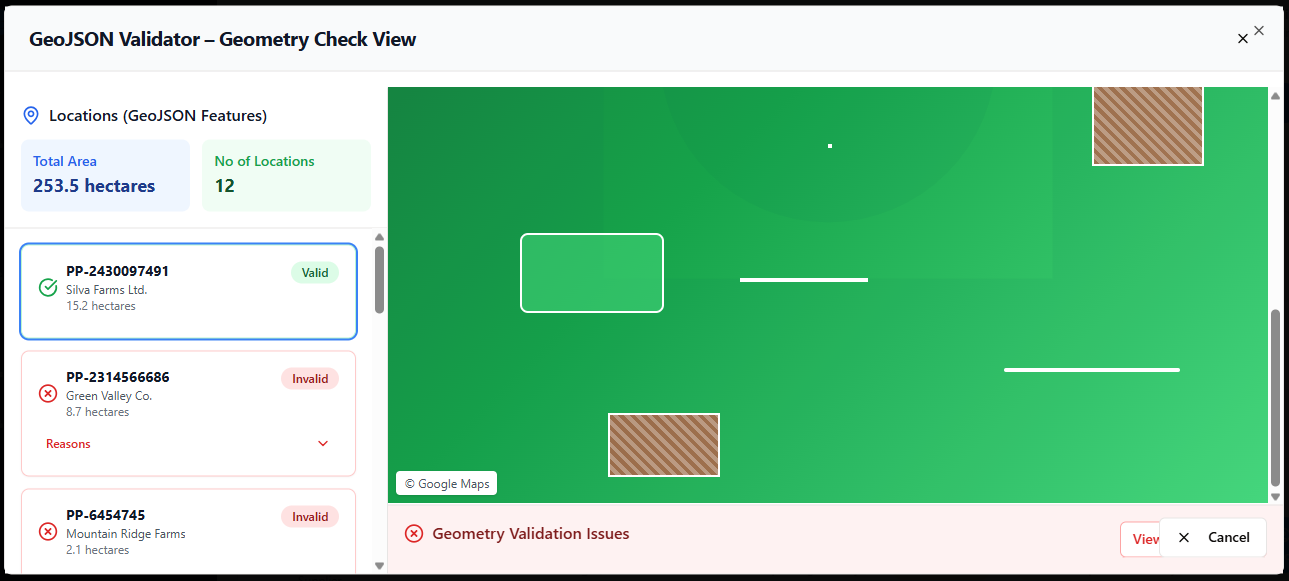 GeoJSON Validator – Geometry Check View
Locations (GeoJSON Features)
Total Area
253.5 hectares
No of Locations
12
PP-2430097491
Valid
Silva Farms Ltd.
15.2 hectares
PP-2314566686
Invalid
Green Valley Co.
8.7 hectares
Reasons
PP-6454745
Invalid
Mountain Ridge Farms
2.1 hectares
© Google Maps
Geometry Validation Issues
View
Cancel